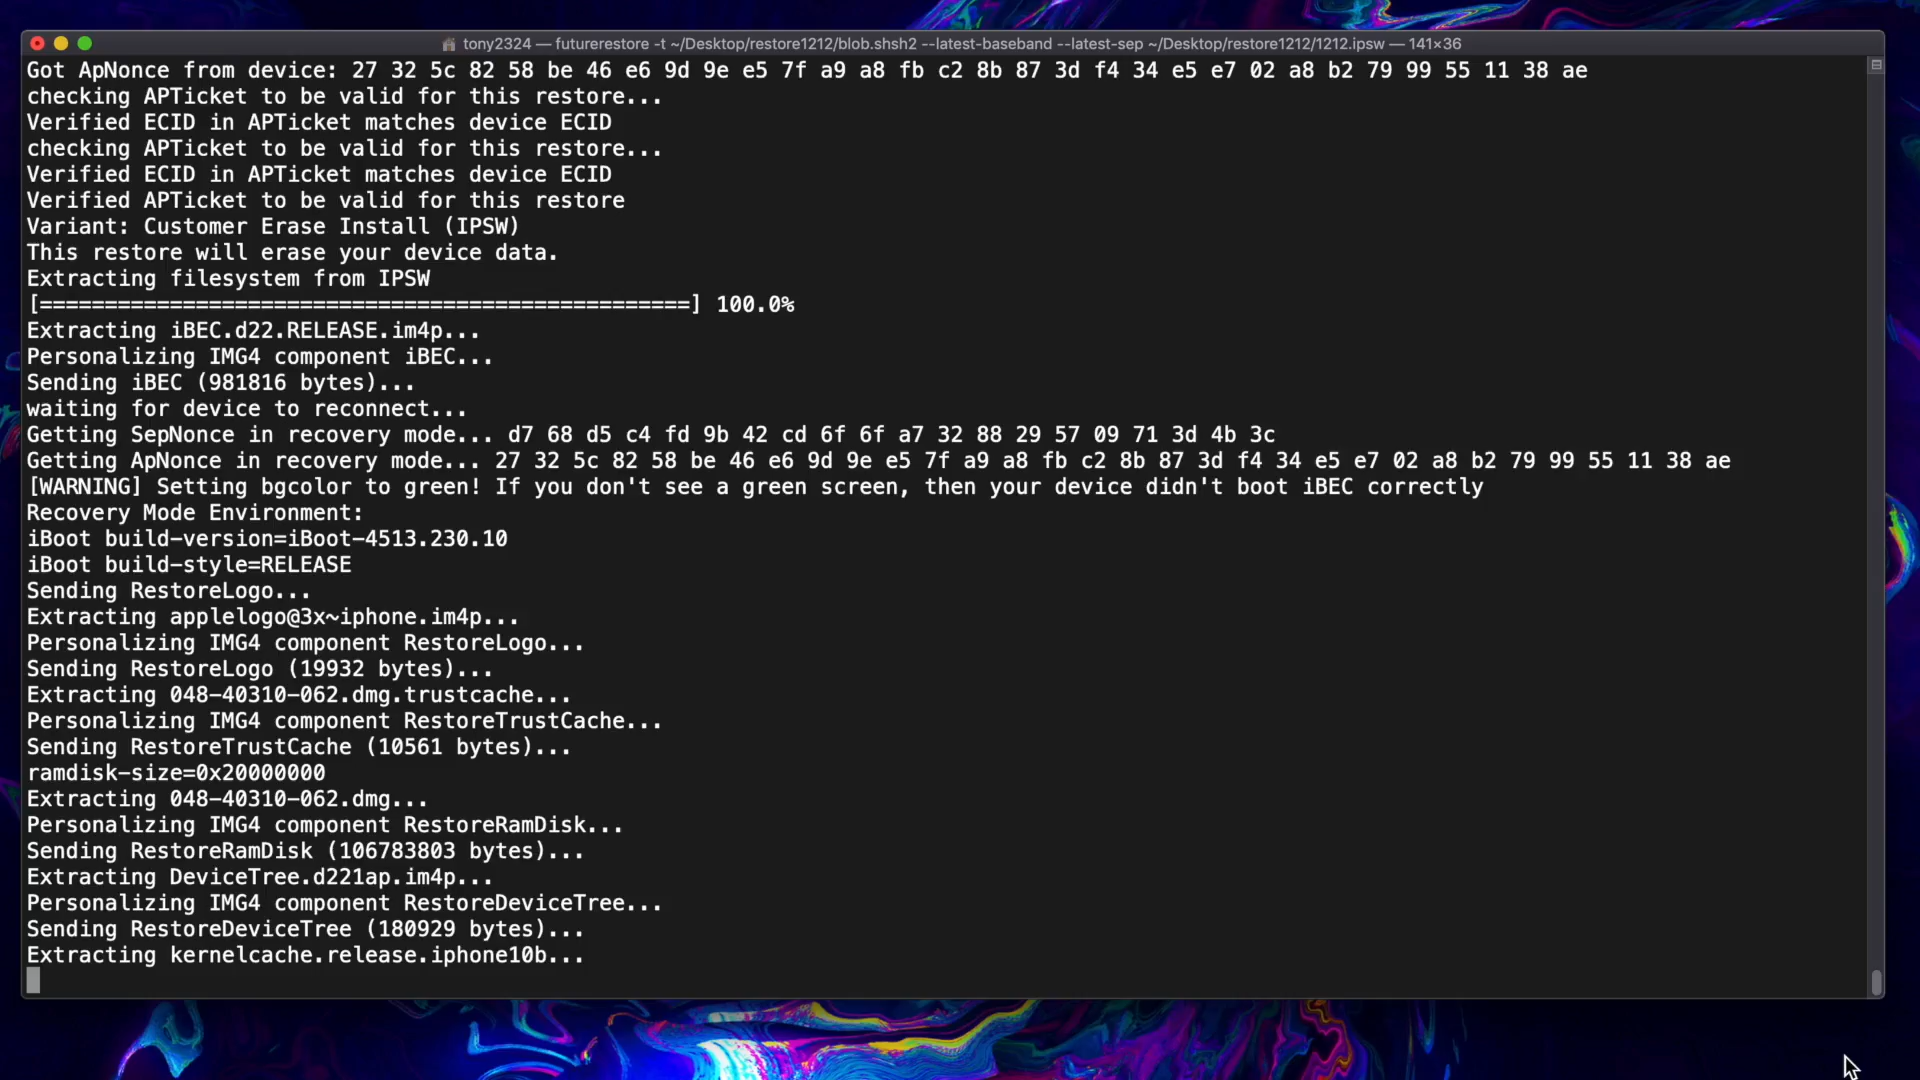 tony2324 — futurerestore -t ~/Desktop/restore1212/blob.shsh2 --latest-baseband --latest-sep ~/Desktop/restore1212/1212.ipsw — 141×36
Got ApNonce from device: 27 32 5c 82 58 be 46 e6 9d 9e e5 7f a9 a8 fb c2 8b 87 3d f4 34 e5 e7 02 a8 b2 79 99 55 11 38 ae
checking APTicket to be valid for this restore...
Verified ECID in APTicket matches device ECID
checking APTicket to be valid for this restore...
Verified ECID in APTicket matches device ECID
Verified APTicket to be valid for this restore
Variant: Customer Erase Install (IPSW)
This restore will erase your device data.
Extracting filesystem from IPSW
[==================================================] 100.0%
Extracting iBEC.d22.RELEASE.im4p...
Personalizing IMG4 component iBEC...
Sending iBEC (981816 bytes)...
waiting for device to reconnect...
Getting SepNonce in recovery mode... d7 68 d5 c4 fd 9b 42 cd 6f 6f a7 32 88 29 57 09 71 3d 4b 3c
Getting ApNonce in recovery mode... 27 32 5c 82 58 be 46 e6 9d 9e e5 7f a9 a8 fb c2 8b 87 3d f4 34 e5 e7 02 a8 b2 79 99 55 11 38 ae
[WARNING] Setting bgcolor to green! If you don't see a green screen, then your device didn't boot iBEC correctly
Recovery Mode Environment:
iBoot build-version=iBoot-4513.230.10
iBoot build-style=RELEASE
Sending RestoreLogo...
Extracting applelogo@3x~iphone.im4p...
Personalizing IMG4 component RestoreLogo...
Sending RestoreLogo (19932 bytes)...
Extracting 048-40310-062.dmg.trustcache...
Personalizing IMG4 component RestoreTrustCache...
Sending RestoreTrustCache (10561 bytes)...
ramdisk-size=0x20000000
Extracting 048-40310-062.dmg...
Personalizing IMG4 component RestoreRamDisk...
Sending RestoreRamDisk (106783803 bytes)...
Extracting DeviceTree.d221ap.im4p...
Personalizing IMG4 component RestoreDeviceTree...
Sending RestoreDeviceTree (180929 bytes)...
Extracting kernelcache.release.iphone10b...